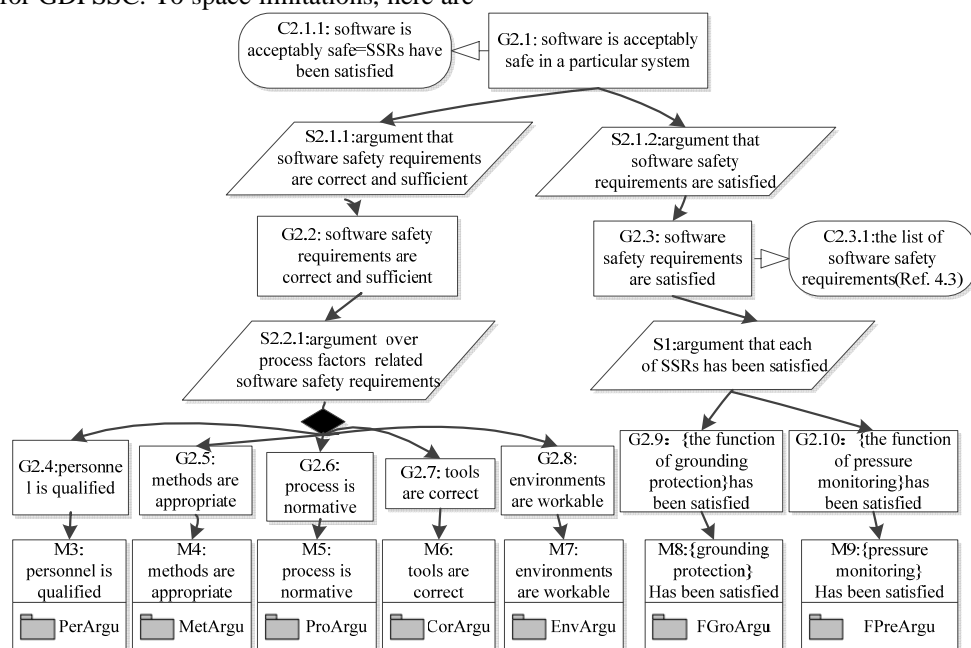 for GDPSSC. To space limitations, here are
C2.1.1: software is
acceptably safe=SSRs have
been satisfied
G2.1: software is acceptably
safe in a particular system
S2.1.1:argument that
software safety requirements
are correct and sufficient
S2.1.2:argument that
software safety
requirements are satisfied
G2.2: software safety
requirements are
correct and sufficient
G2.3: software
safety requirements
are satisfied
C2.3.1:the list of
software safety
requirements(Ref. 4.3)
S2.2.1:argument over
process factors related
software safety requirements
S1:argument that each
of SSRs has been satisfied
G2.4:personne
l is qualified
G2.5:
methods are
appropriate
G2.6:
process is
normative
G2.7: tools
are correct
G2.8:
environments
are workable
G2.9: {the function
of grounding
protection}has
been satisfied
G2.10: {the function
of pressure
monitoring}has
been satisfied
M3:
personnel is
qualified
PerArgu
M4:
methods are
appropriate
MetArgu
M5:
process is
normative
ProArgu
M6:
tools are
correct
CorArgu
M7:
environments
are workable
EnvArgu
M8:{grounding
protection}
Has been satisfied
FGroArgu
M9:{pressure
monitoring}
Has been satisfied
FPreArgu